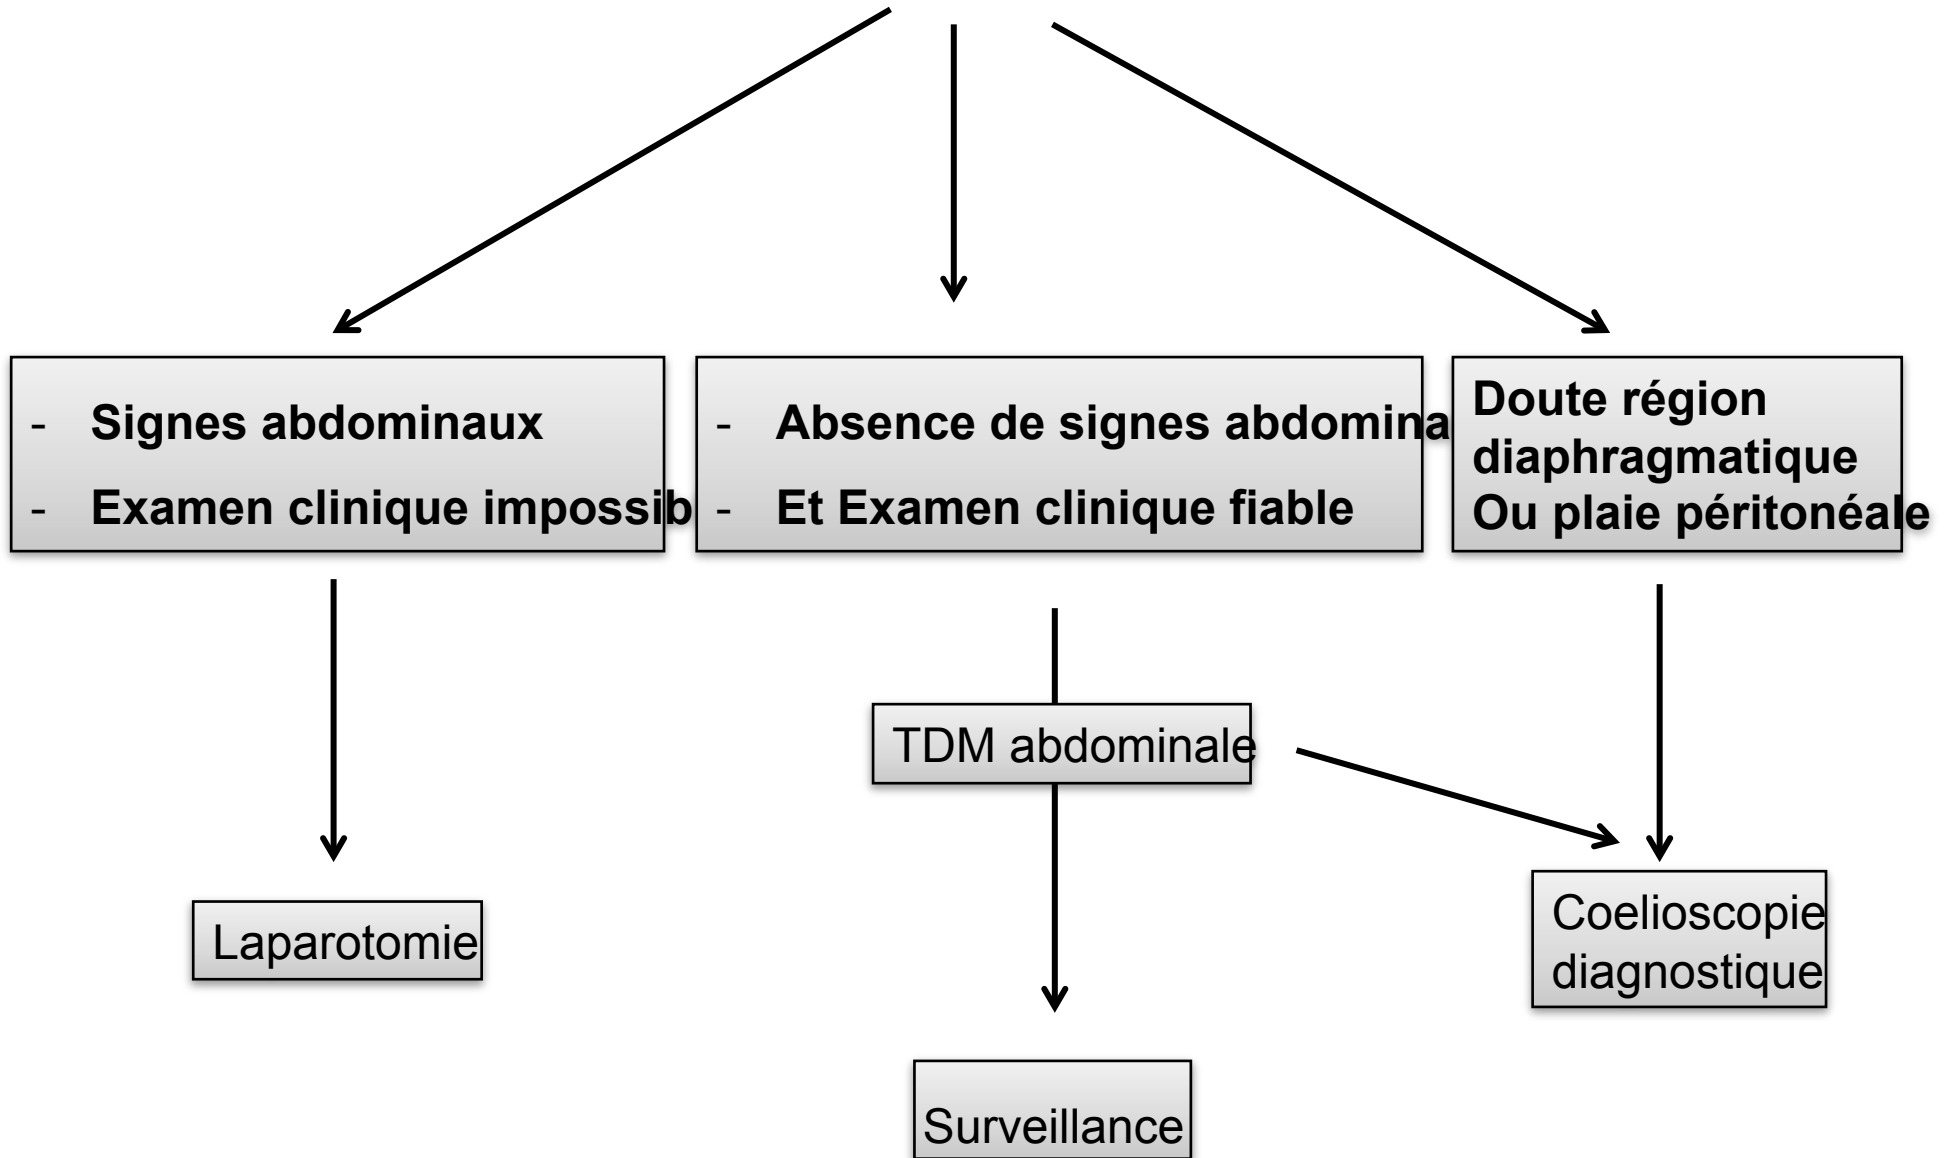 - Signes abdominaux
- Examen clinique impossib
- Absence de signes abdomina
- Et Examen clinique fiable
Doute région
diaphragmatique
Ou plaie péritonéale
TDM abdominale
Laparotomie
Coelioscopie
diagnostique
Surveillance